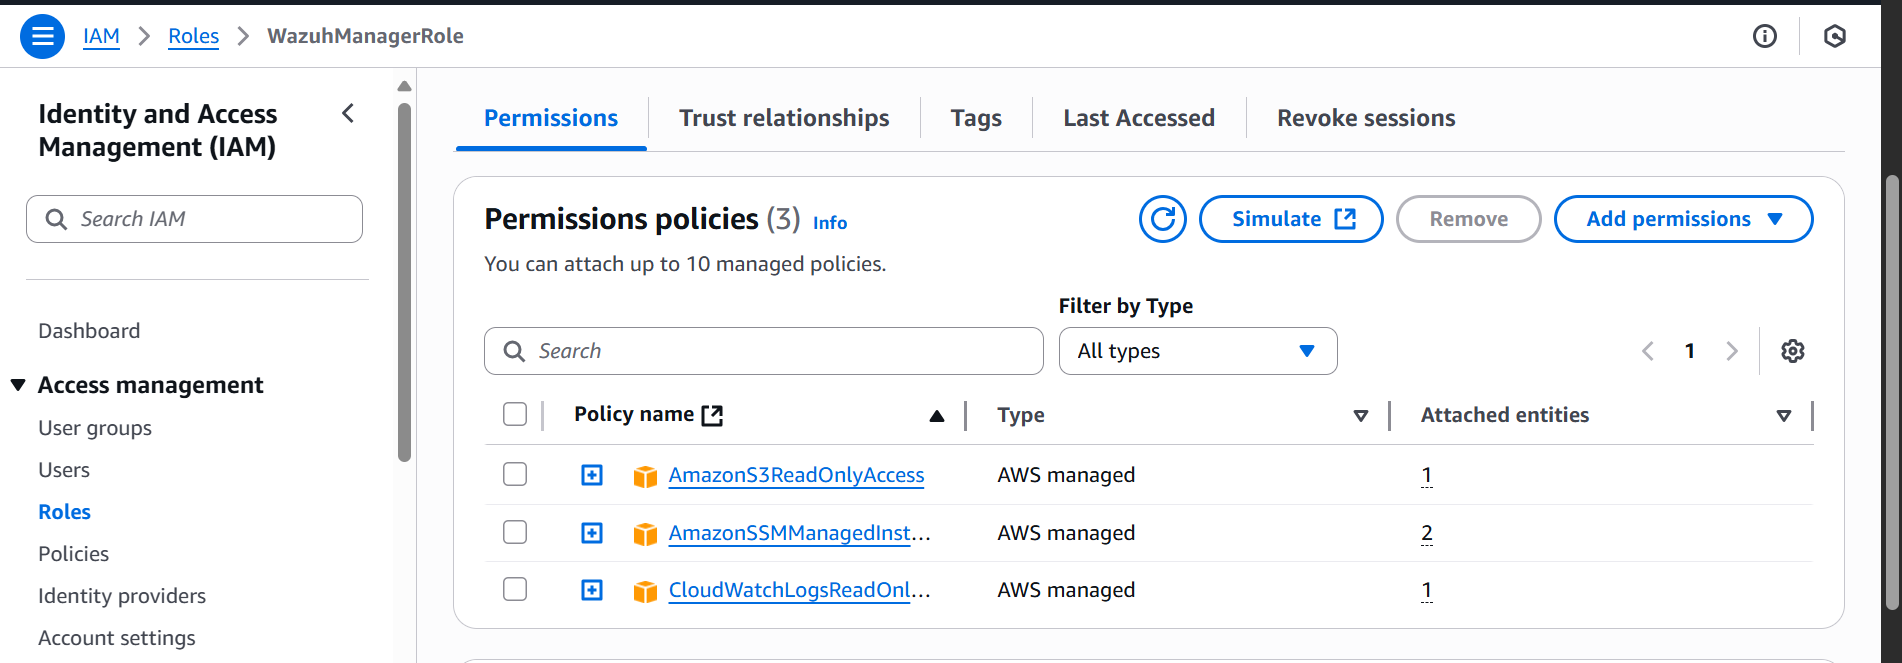 IAM > Roles > WazuhManagerRole
Identity and Access
Management (IAM)
Search IAM
Dashboard
Access management
User groups
Users
Roles
Policies
Identity providers
Account settings
Permissions Trust relationships Tags Last Accessed Revoke sessions
Permissions policies (3) Info
Simulate Remove Add permissions
You can attach up to 10 managed policies.
Filter by Type
Search All types 1
Policy name Type Attached entities
AmazonS3ReadOnlyAccess AWS managed 1
AmazonSSMManagedInst... AWS managed 2
CloudWatchLogsReadOnl... AWS managed 1